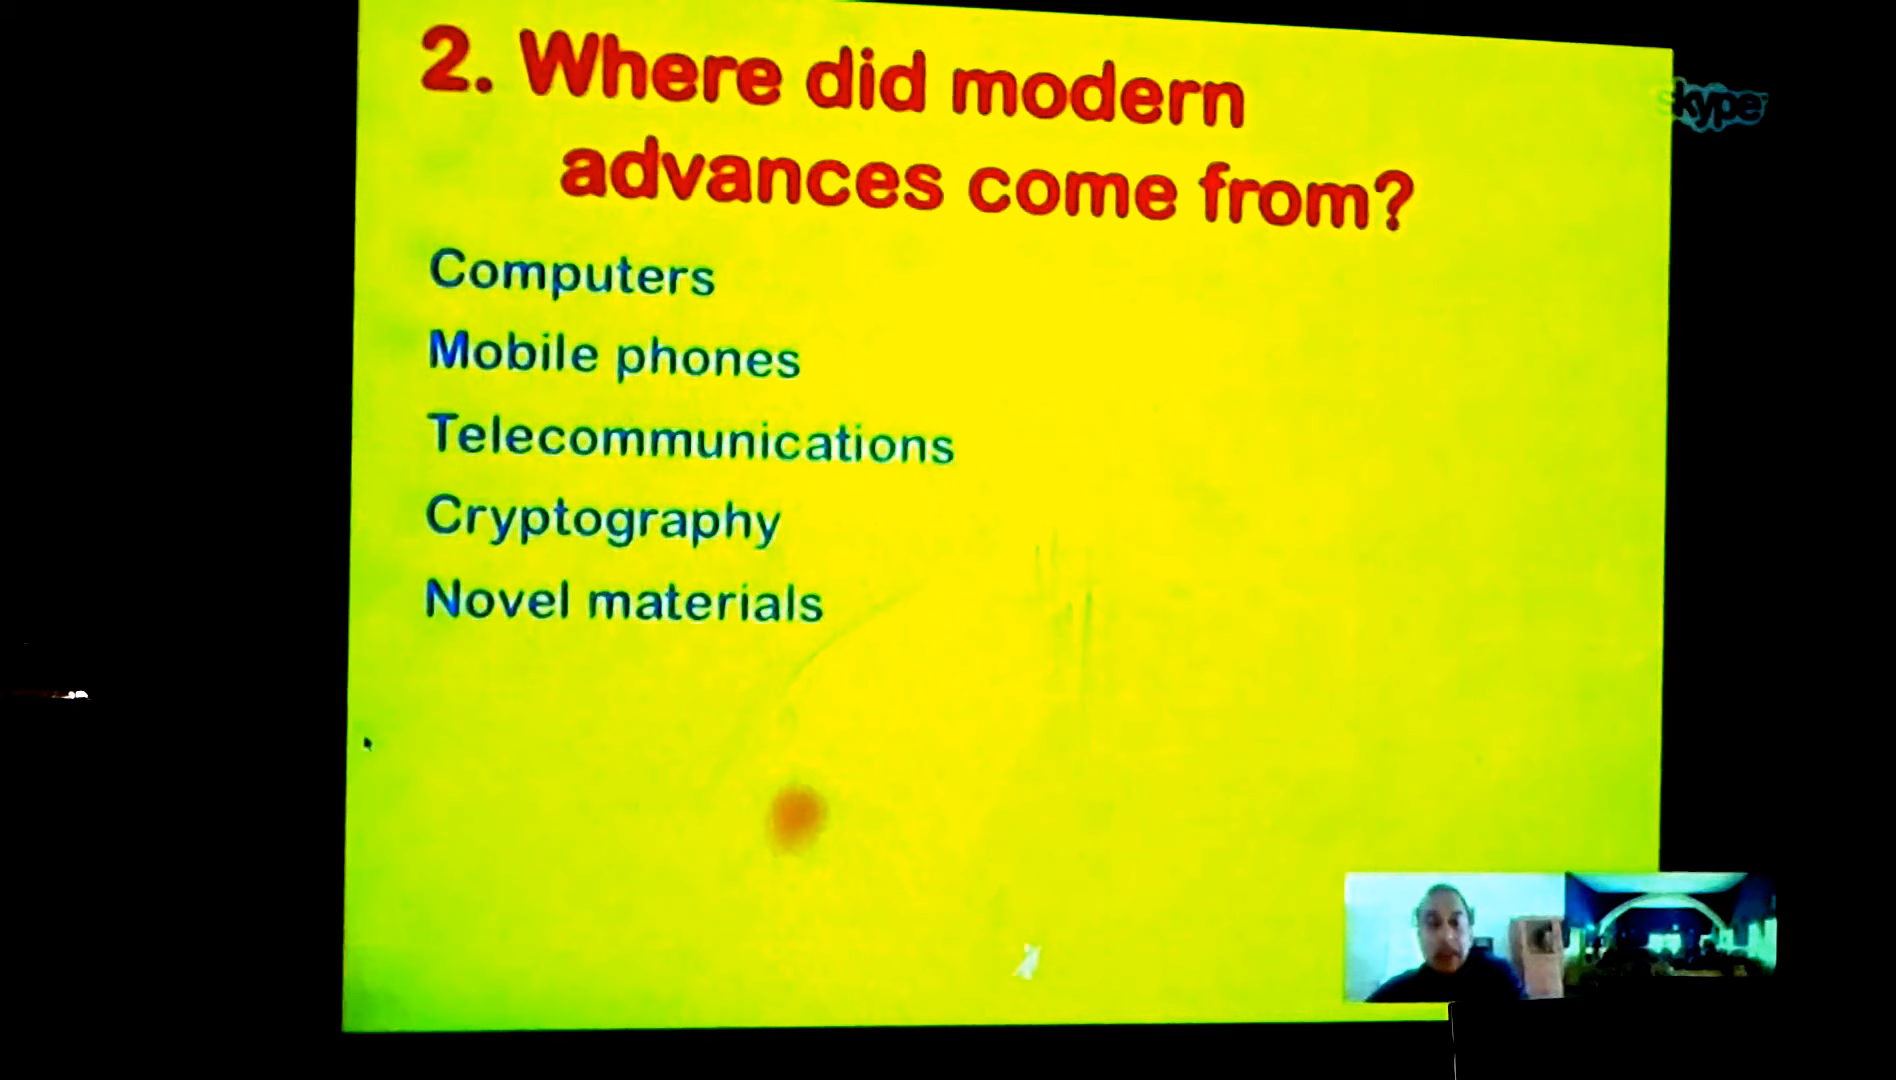 2. Where did modern
advances come from?
skype
Computers
Mobile phones
Telecommunications
Cryptography
Novel materials